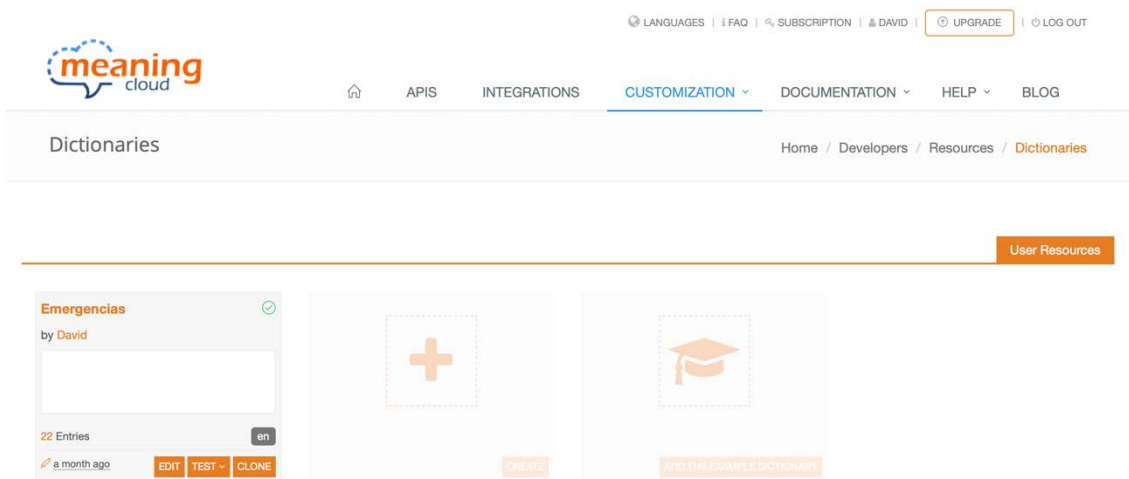 LANGUAGES | FAQ | SUBSCRIPTION | DAVID | UPGRADE | LOG OUT
meaning
cloud
APIS INTEGRATIONS CUSTOMIZATION DOCUMENTATION HELP BLOG
Dictionaries
Home / Developers / Resources / Dictionaries
User Resources
Emergencias
by David
22 Entries en
a month ago EDIT TEST CLONE
CREATE
ADD THE EXAMPLE DICTIONARY